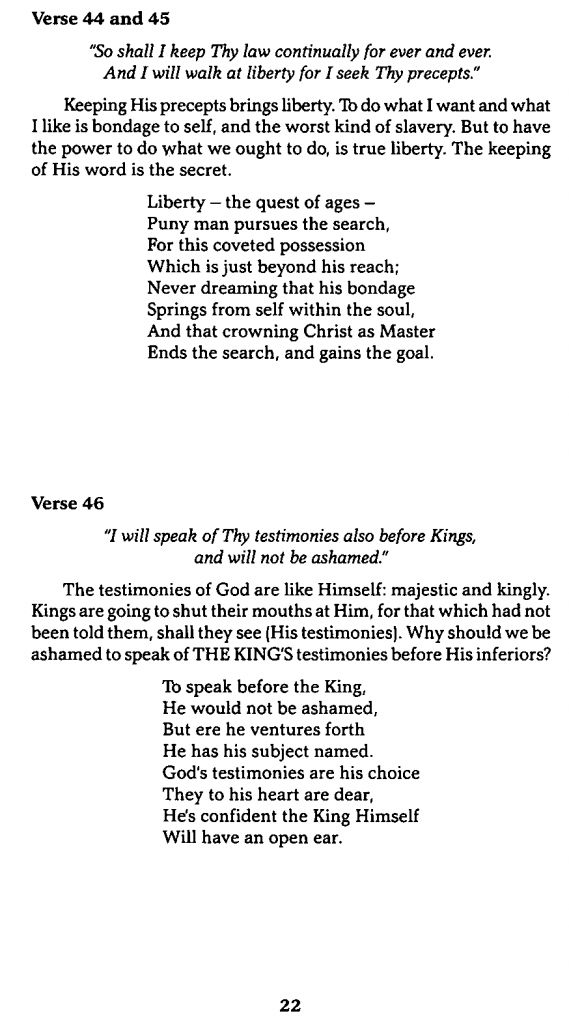 Verse 44 and 45
"So shall I keep Thy law continually for ever and ever.
And I will walk at liberty for I seek Thy precepts."
Keeping His precepts brings liberty. To do what I want and what
I like is bondage to self, and the worst kind of slavery. But to have
the power to do what we ought to do, is true liberty. The keeping
of His word is the secret.
Liberty – the quest of ages –
Puny man pursues the search,
For this coveted possession
Which is just beyond his reach;
Never dreaming that his bondage
Springs from self within the soul,
And that crowning Christ as Master
Ends the search, and gains the goal.
Verse 46
"I will speak of Thy testimonies also before Kings,
and will not be ashamed."
The testimonies of God are like Himself: majestic and kingly.
Kings are going to shut their mouths at Him, for that which had not
been told them, shall they see (His testimonies). Why should we be
ashamed to speak of THE KING'S testimonies before His inferiors?
To speak before the King,
He would not be ashamed,
But ere he ventures forth
He has his subject named.
God's testimonies are his choice
They to his heart are dear,
He's confident the King Himself
Will have an open ear.
22